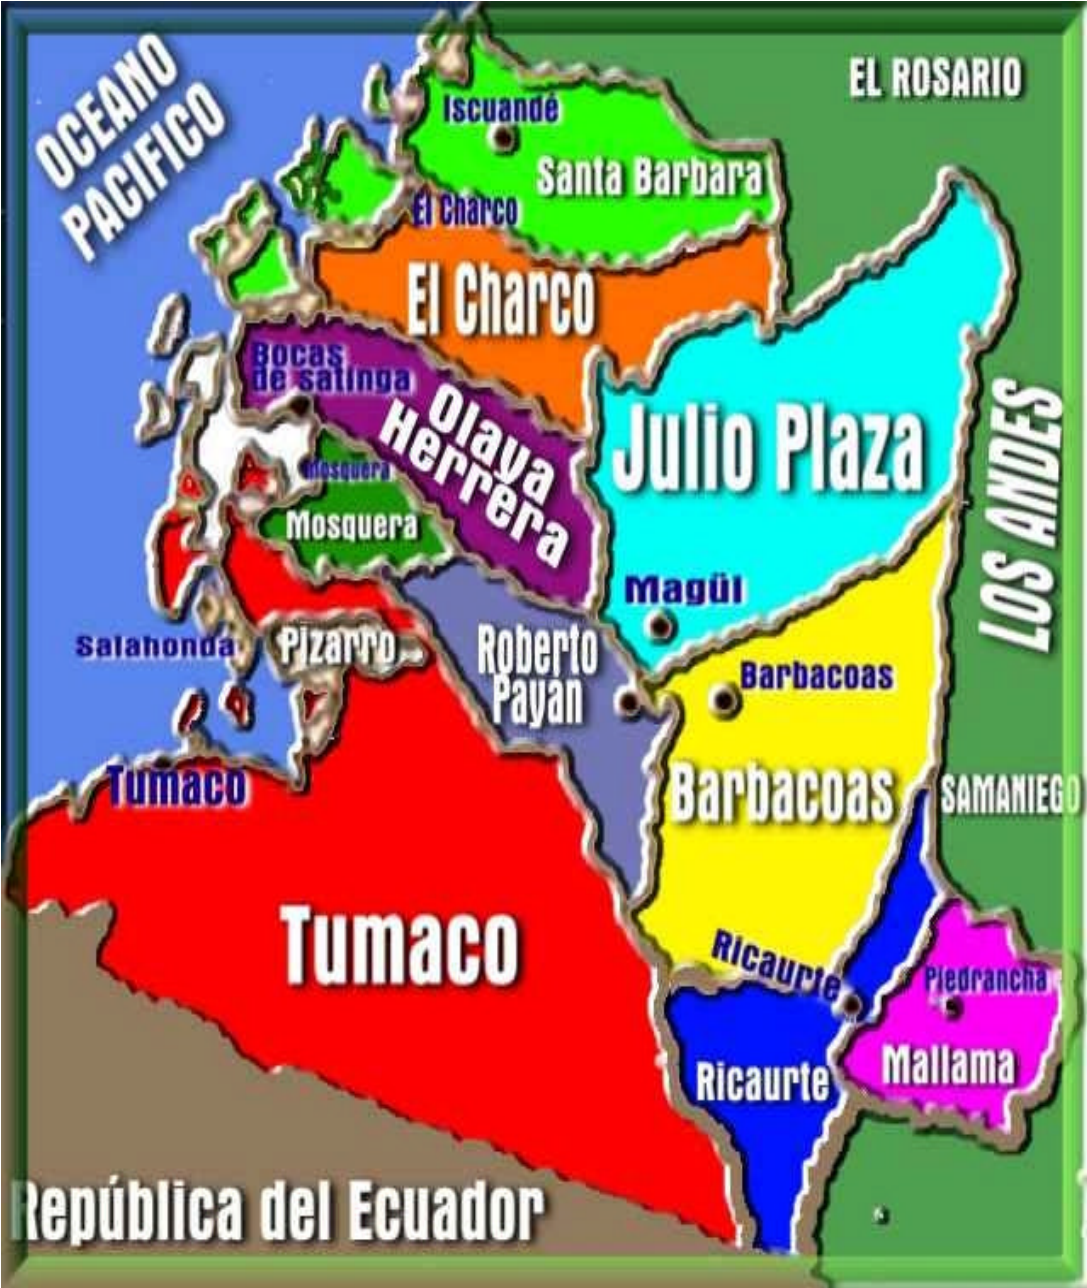 OCEANO
PACIFICO
EL ROSARIO
Iscuandé
Santa Barbara
El Charco
El Charco
Bocas
de satinga
Olaya
Herrera
Julio Plaza
LOS ANDES
Mosquera
Mosquera
Magüi
Salahonda
Pizarro
Roberto
Payan
Barbacoas
Tumaco
Barbacoas
SAMANIEGO
Tumaco
Ricaurte
Piedrancha
Ricaurte
Mallama
República del Ecuador